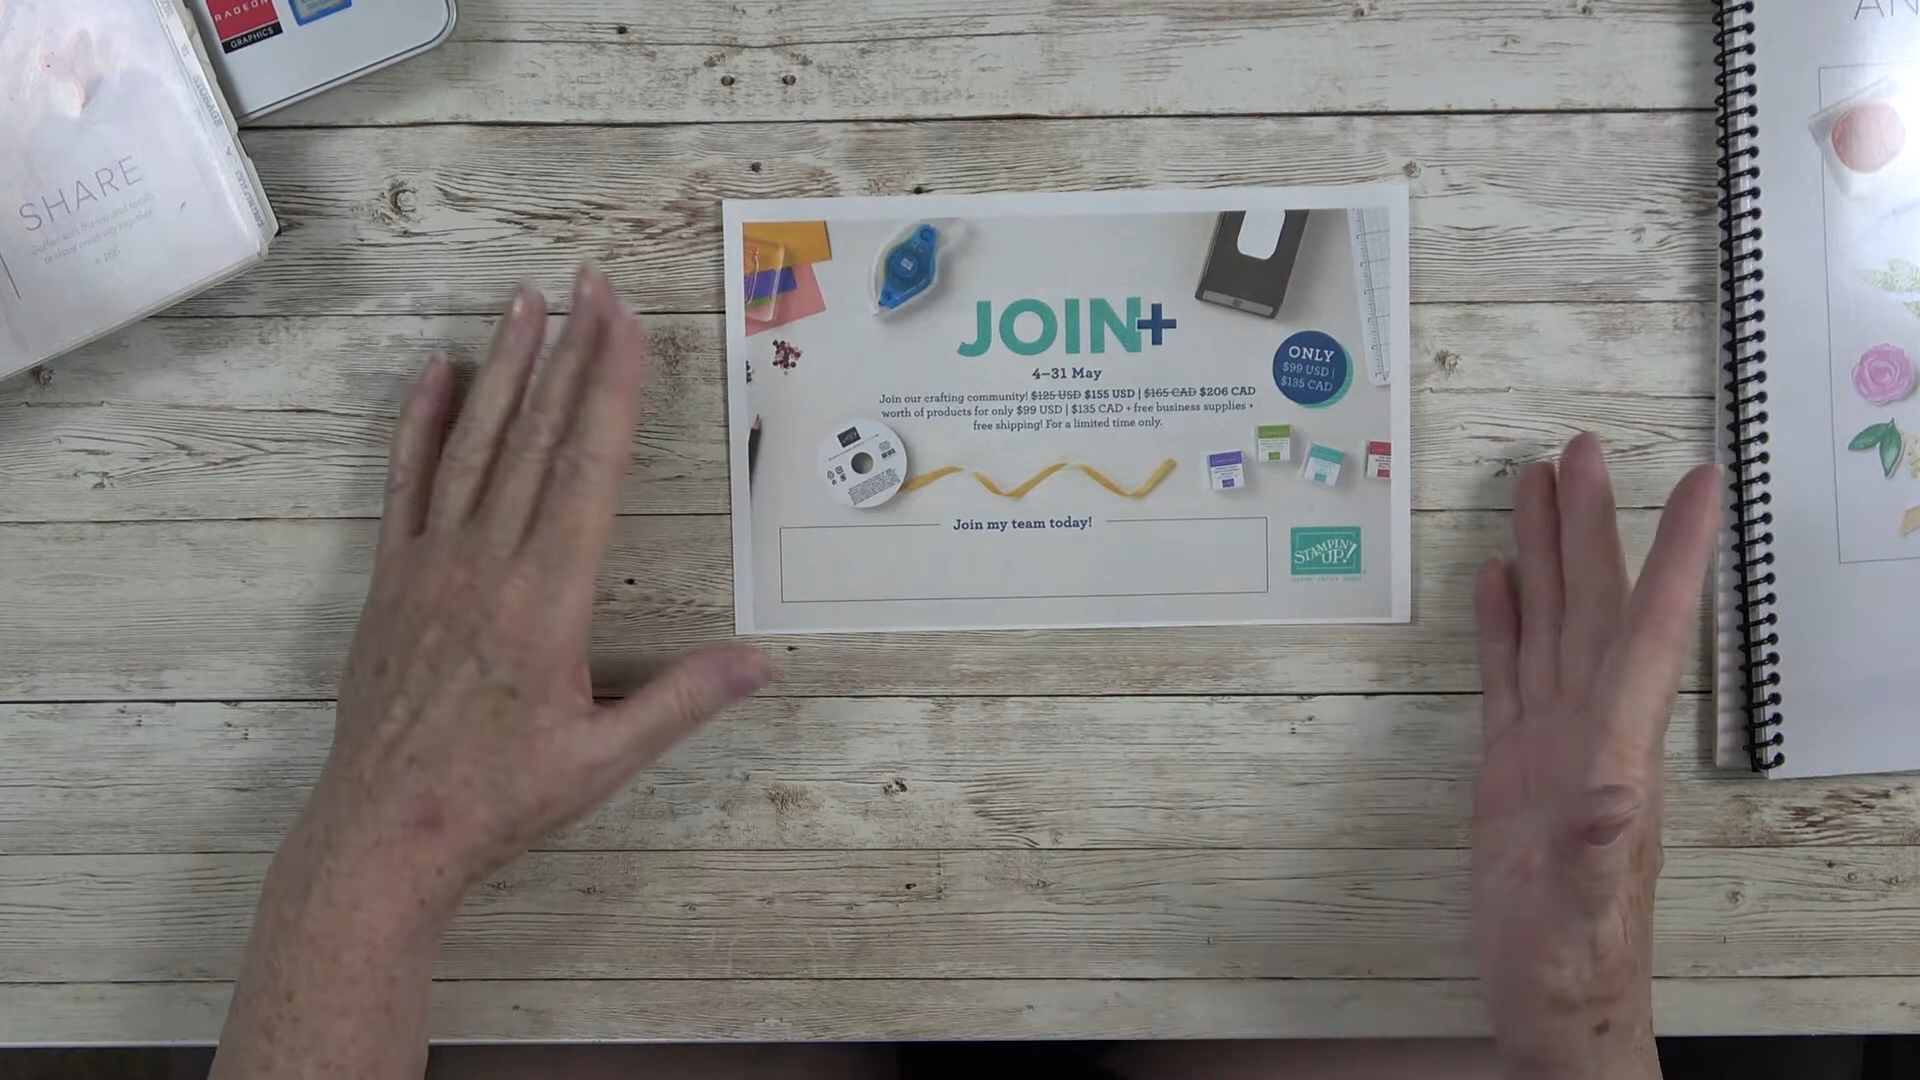 RADEON
GRAPHICS
SHARE
JOIN+
4–31 May
Join our crafting community! $125 USD $155 USD | $165 CAD $206 CAD
worth of products for only $99 USD | $135 CAD + free business supplies +
free shipping! For a limited time only.
ONLY
$99 USD |
$135 CAD
Join my team today!
STAMPIN'
UP!
AN